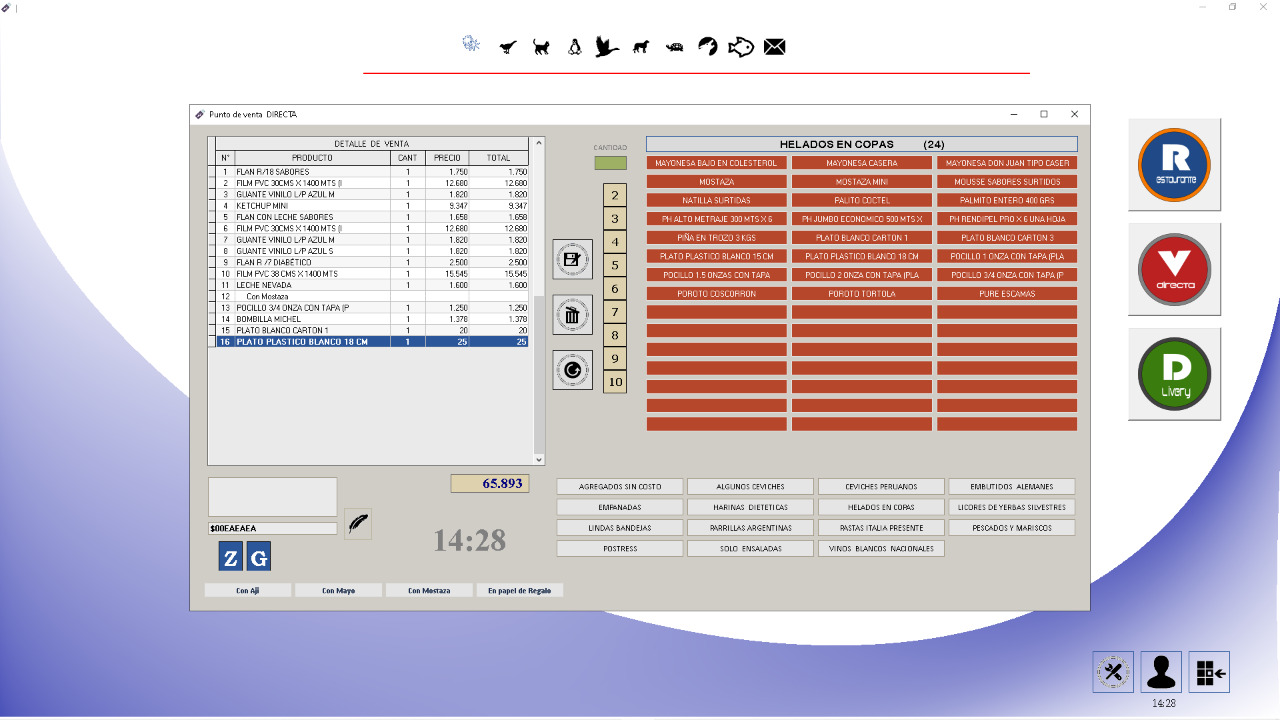 Punto de venta DIRECTA
DETALLE DE VENTA
N° PRODUCTO CANT PRECIO TOTAL
1 FLAN R/18 SABORES 1 1.750 1.750
2 FILM PVC 30CMS X 1400 MTS (I 1 12.680 12.680
3 GUANTE VINILO L/P AZUL M 1 1.820 1.820
4 KETCHUP MINI 1 9.347 9.347
5 FLAN CON LECHE SABORES 1 1.658 1.658
6 FILM PVC 30CMS X 1400 MTS (I 1 12.680 12.680
7 GUANTE VINILO L/P AZUL M 1 1.820 1.820
8 GUANTE VINILO L/P AZUL S 1 1.820 1.820
9 FLAN R /7 DIABETICO 1 2.500 2.500
10 FILM PVC 38 CMS X 1400 MTS 1 15.545 15.545
11 LECHE NEVADA 1 1.600 1.600
12 Con Mostaza
13 POCILLO 3/4 ONZA CON TAPA (P 1 1.250 1.250
14 BOMBILLA MICHEL 1 1.378 1.378
15 PLATO BLANCO CARTON 1 1 20 20
16 PLATO PLASTICO BLANCO 18 CM 1 25 25
65.893
$00EAEAEA
14:28
Z G
Con Aji Con Mayo Con Mostaza En papel de Regalo
CANTIDAD
2
3
4
5
6
7
8
9
10
HELADOS EN COPAS (24)
MAYONESA BAJO EN COLESTEROL MAYONESA CASERA MAYONESA DON JUAN TIPO CASER
MOSTAZA MOSTAZA MINI MOUSSE SABORES SURTIDOS
NATILLA SURTIDAS PALITO COCTEL PALMITO ENTERO 400 GRS
PH ALTO METRAJE 300 MTS X 6 PH JUMBO ECONOMICO 500 MTS X PH RENDIPEL PRO X 6 UNA HOJA
PIÑA EN TROZO 3 KGS PLATO BLANCO CARTON 1 PLATO BLANCO CARTON 3
PLATO PLASTICO BLANCO 15 CM PLATO PLASTICO BLANCO 18 CM POCILLO 1 ONZA CON TAPA (PLA
POCILLO 1.5 ONZAS CON TAPA POCILLO 2 ONZA CON TAPA (PLA POCILLO 3/4 ONZA CON TAPA (P
POROTO COSCORRON POROTO TORTOLA PURE ESCAMAS
AGREGADOS SIN COSTO ALGUNOS CEVICHES CEVICHES PERUANOS EMBUTIDOS ALEMANES
EMPANADAS HARINAS DIETETICAS HELADOS EN COPAS LICORES DE YERBAS SILVESTRES
LINDAS BANDEJAS PARRILLAS ARGENTINAS PASTAS ITALIA PRESENTE PESCADOS Y MARISCOS
POSTRESS SOLO ENSALADAS VINOS BLANCOS NACIONALES
R
estaurante
V
directa
D
Livery
14:28